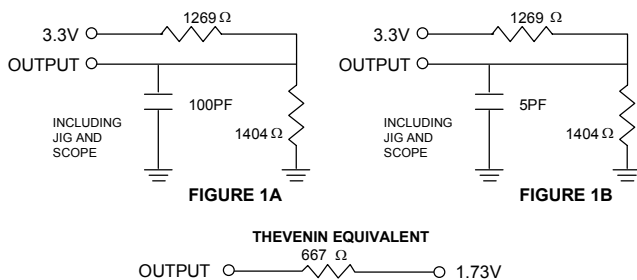 1269 Ω
3.3V
OUTPUT
100PF
INCLUDING
JIG AND
SCOPE
1404 Ω
FIGURE 1A
1269 Ω
3.3V
OUTPUT
5PF
INCLUDING
JIG AND
SCOPE
1404 Ω
FIGURE 1B
THEVENIN EQUIVALENT
667 Ω
OUTPUT
1.73V